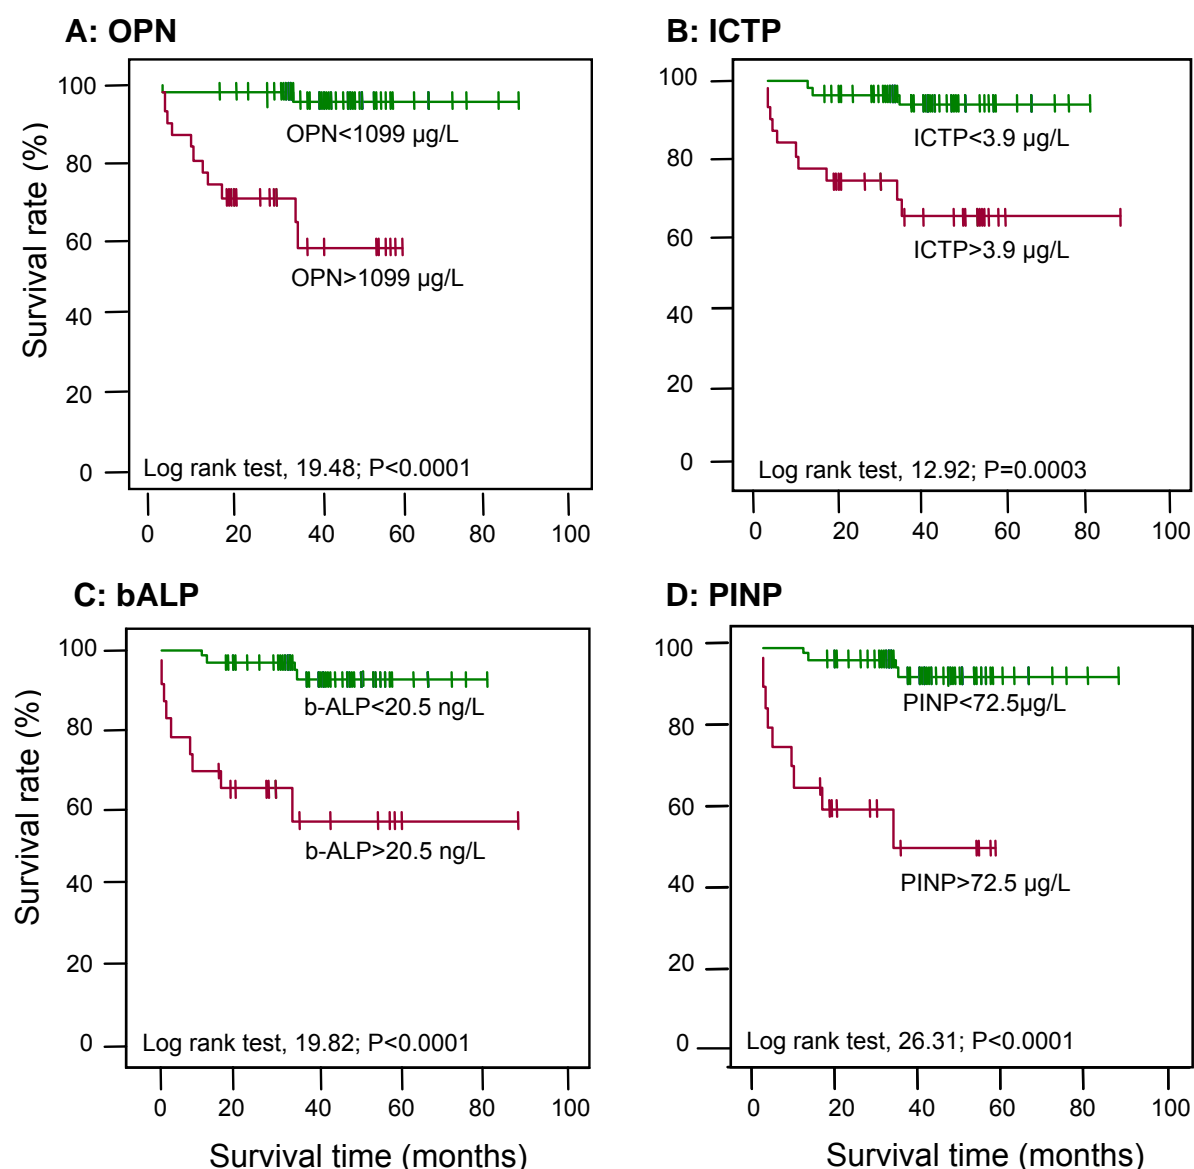 A: OPN
Survival rate (%)
100
80
60
40
20
0
OPN<1099 µg/L
OPN>1099 µg/L
Log rank test, 19.48; P<0.0001
0 20 40 60 80 100
B: ICTP
100
80
60
40
20
0
ICTP<3.9 µg/L
ICTP>3.9 µg/L
Log rank test, 12.92; P=0.0003
0 20 40 60 80 100
C: bALP
Survival rate (%)
100
80
60
40
20
0
b-ALP<20.5 ng/L
b-ALP>20.5 ng/L
Log rank test, 19.82; P<0.0001
0 20 40 60 80 100
Survival time (months)
D: PINP
100
80
60
40
20
0
PINP<72.5µg/L
PINP>72.5 µg/L
Log rank test, 26.31; P<0.0001
0 20 40 60 80 100
Survival time (months)